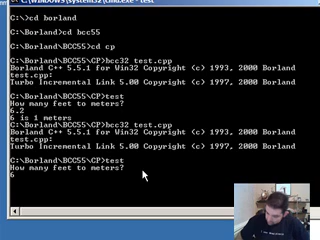 C:\WINDOWS\system32\cmd.exe - test
C:\>cd borland
C:\Borland>cd bcc55
C:\Borland\BCC55>cd cp
C:\Borland\BCC55\CP>bcc32 test.cpp
Borland C++ 5.5.1 for Win32 Copyright (c) 1993, 2000 Borland
test.cpp:
Turbo Incremental Link 5.00 Copyright (c) 1997, 2000 Borland
C:\Borland\BCC55\CP>test
How many feet to meters?
6.2
6 is 1 meters
C:\Borland\BCC55\CP>bcc32 test.cpp
Borland C++ 5.5.1 for Win32 Copyright (c) 1993, 2000 Borland
test.cpp:
Turbo Incremental Link 5.00 Copyright (c) 1997, 2000 Borland
C:\Borland\BCC55\CP>test
How many feet to meters?
6